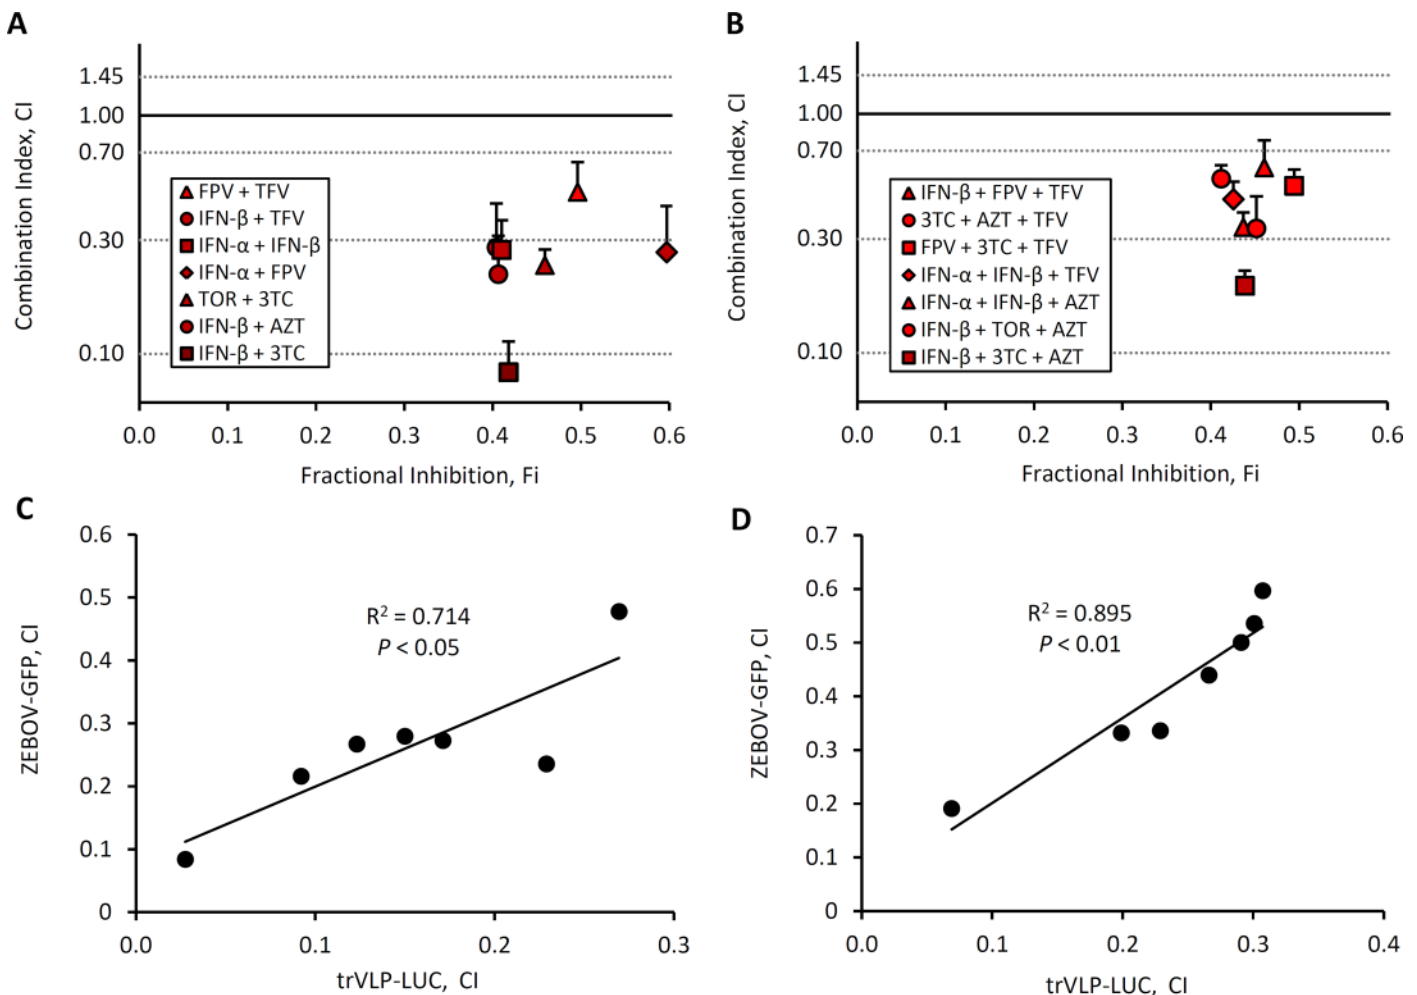 A
Combination Index, CI
1.45
1.00
0.70
0.30
0.10
FPV + TFV
IFN-β + TFV
IFN-α + IFN-β
IFN-α + FPV
TOR + 3TC
IFN-β + AZT
IFN-β + 3TC
0.0 0.1 0.2 0.3 0.4 0.5 0.6
Fractional Inhibition, Fi
B
Combination Index, CI
1.45
1.00
0.70
0.30
0.10
IFN-β + FPV + TFV
3TC + AZT + TFV
FPV + 3TC + TFV
IFN-α + IFN-β + TFV
IFN-α + IFN-β + AZT
IFN-β + TOR + AZT
IFN-β + 3TC + AZT
0.0 0.1 0.2 0.3 0.4 0.5 0.6
Fractional Inhibition, Fi
C
ZEBOV-GFP, CI
0.6
0.5
0.4
0.3
0.2
0.1
0
R² = 0.714
P < 0.05
0.0 0.1 0.2 0.3
trVLP-LUC, CI
D
ZEBOV-GFP, CI
0.7
0.6
0.5
0.4
0.3
0.2
0.1
0
R² = 0.895
P < 0.01
0.0 0.1 0.2 0.3 0.4
trVLP-LUC, CI